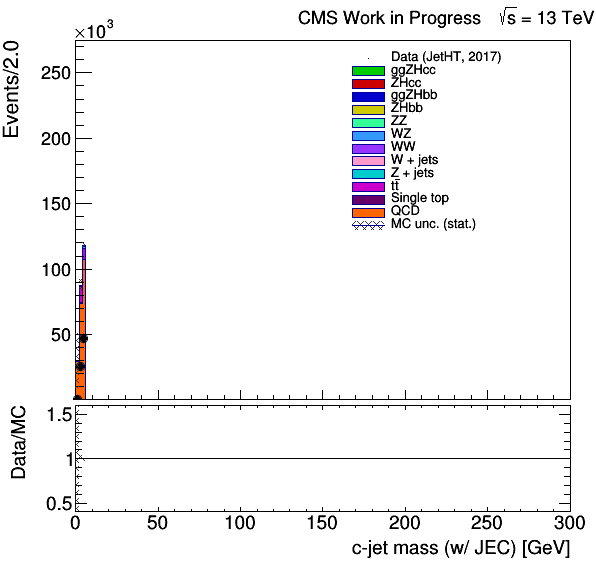 CMS Work in Progress √s = 13 TeV
×10³
Events/2.0
250
200
150
100
50
Data (JetHT, 2017)
ggZHcc
ZHcc
ggZHbb
ZHbb
ZZ
WZ
WW
W + jets
Z + jets
tt̄
Single top
QCD
MC unc. (stat.)
Data/MC
1.5
1
0.5
0 50 100 150 200 250 300
c-jet mass (w/ JEC) [GeV]